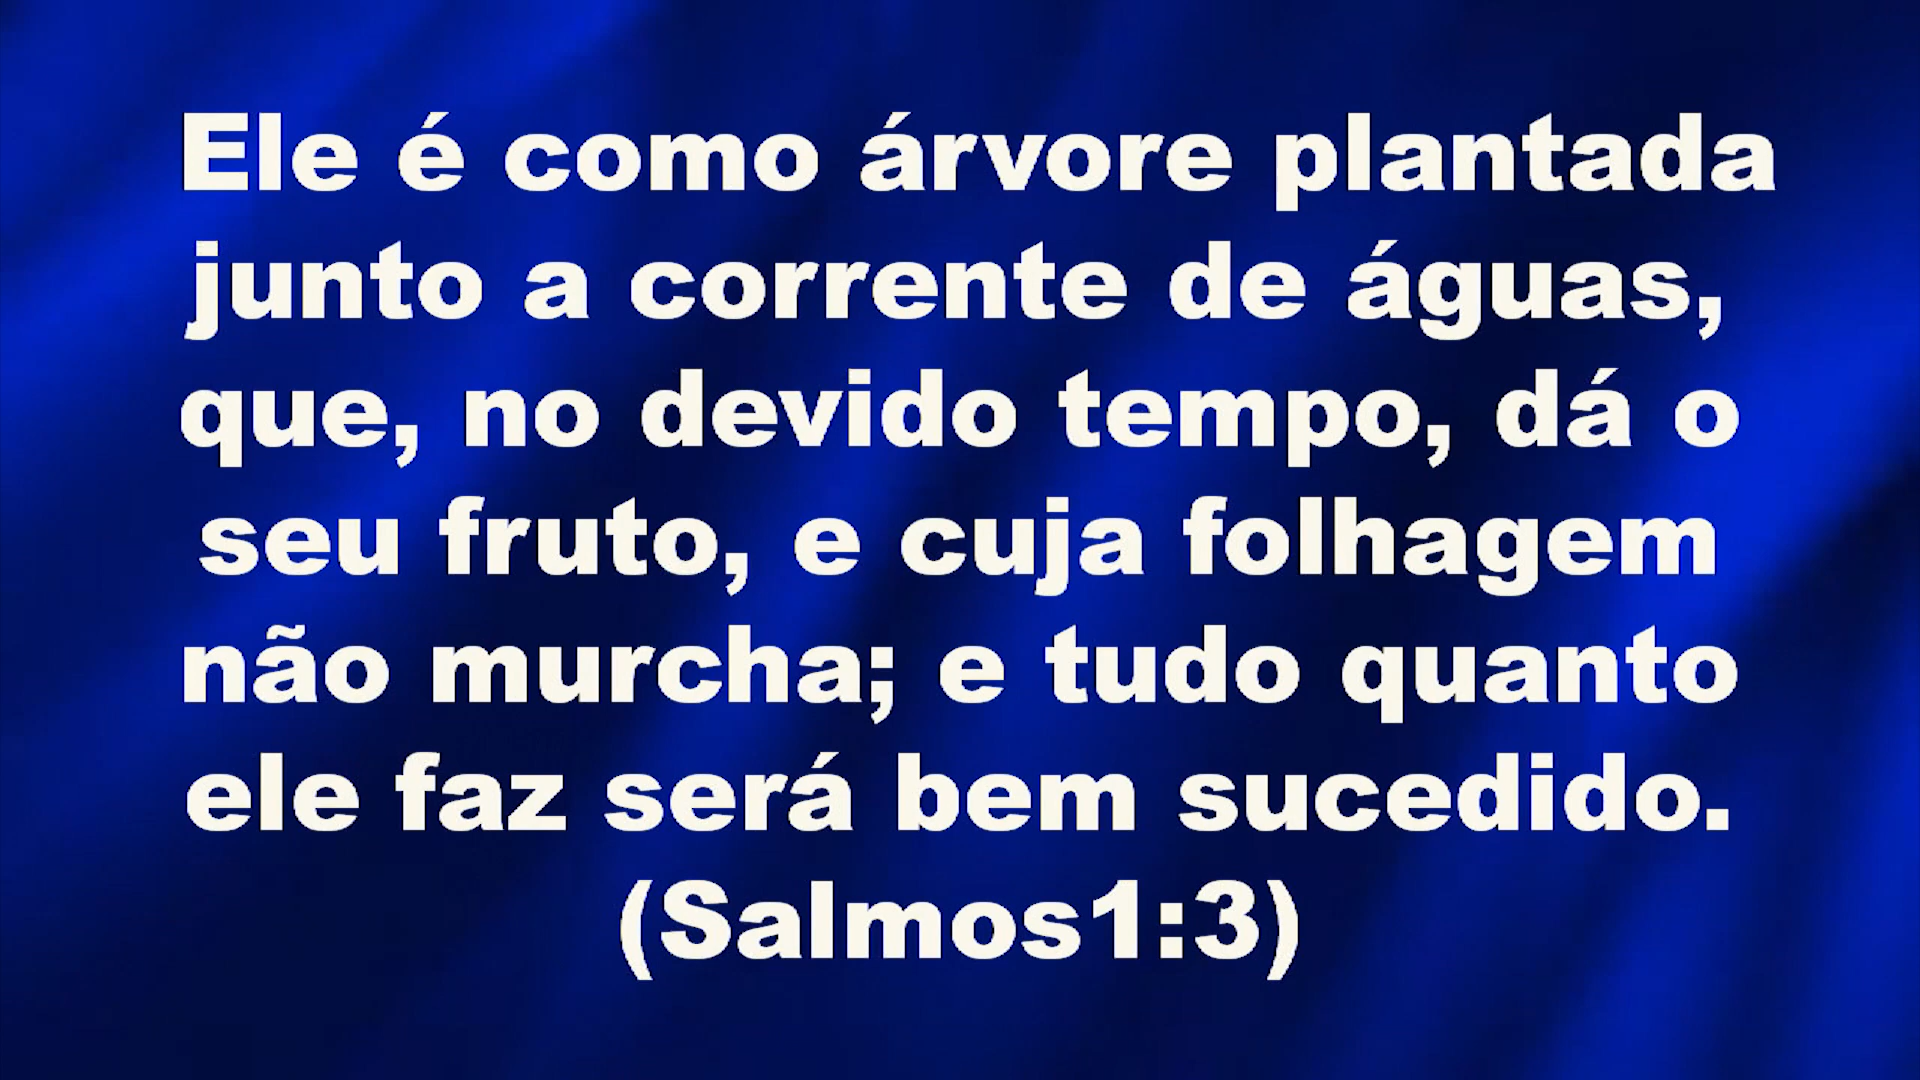 Ele é como árvore plantada
junto a corrente de águas,
que, no devido tempo, dá o
seu fruto, e cuja folhagem
não murcha; e tudo quanto
ele faz será bem sucedido.
(Salmos1:3)